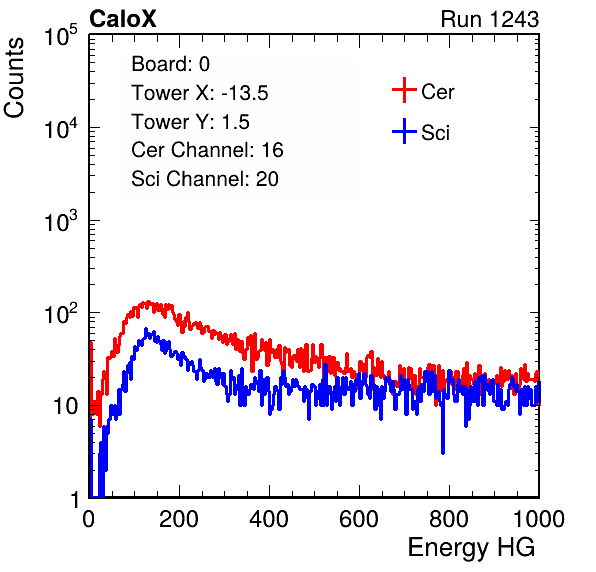 CaloX Run 1243
Counts
10^5
10^4
10^3
10^2
10
1
Board: 0
Tower X: -13.5
Tower Y: 1.5
Cer Channel: 16
Sci Channel: 20
Cer
Sci
0 200 400 600 800 1000
Energy HG